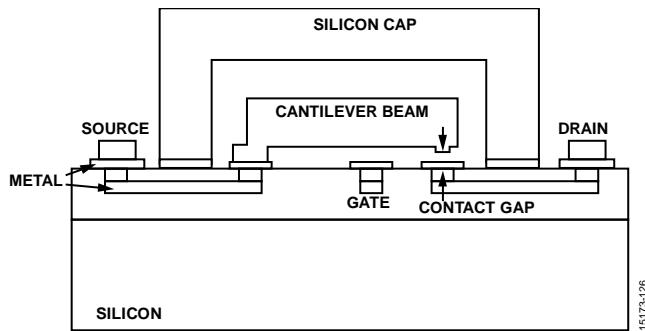 SILICON CAP
CANTILEVER BEAM
SOURCE
DRAIN
METAL
GATE
CONTACT GAP
SILICON
15173-126